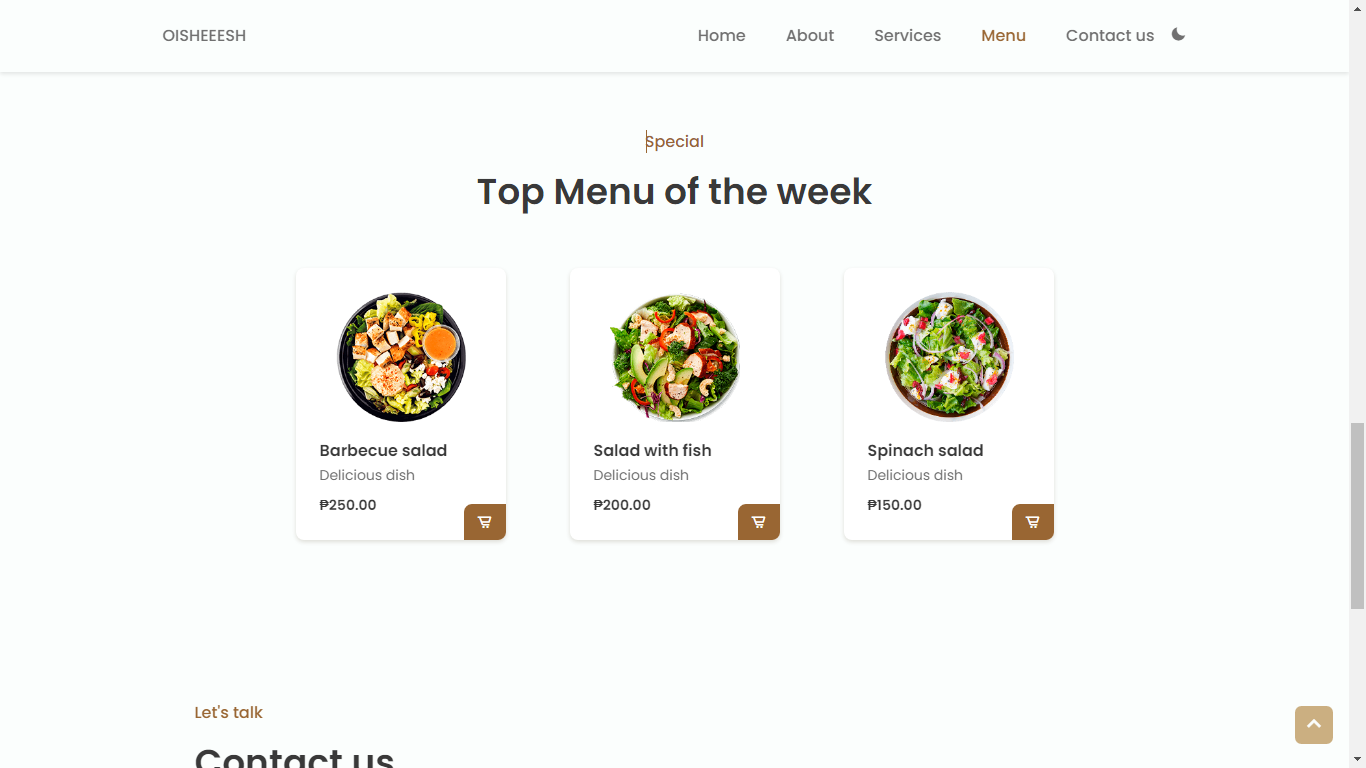 OISHEEESH
Home About Services Menu Contact us
Special
Top Menu of the week
Barbecue salad
Delicious dish
₱250.00
Salad with fish
Delicious dish
₱200.00
Spinach salad
Delicious dish
₱150.00
Let's talk
Contact us